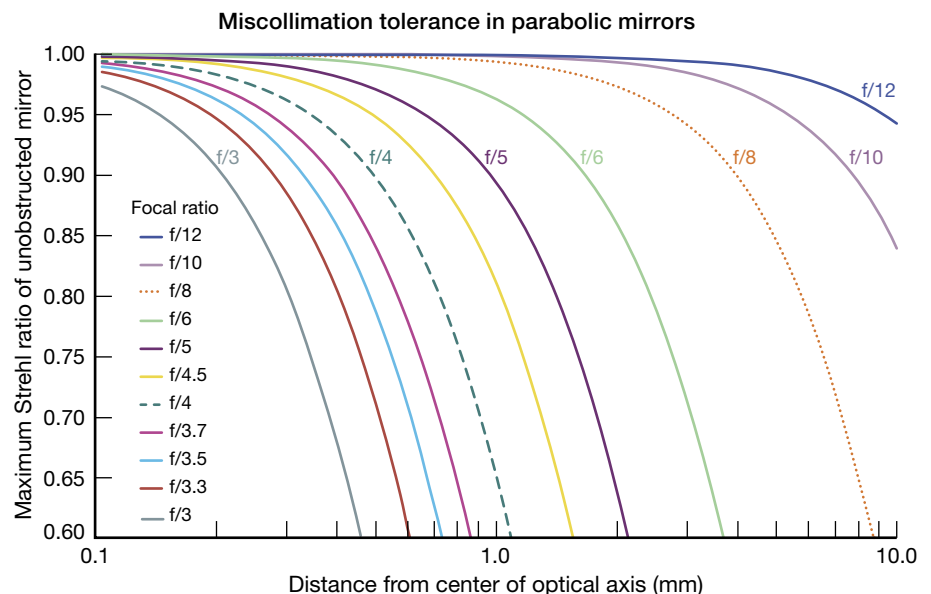 Miscollimation tolerance in parabolic mirrors
Maximum Strehl ratio of unobstructed mirror
1.00
0.95
0.90
0.85
0.80
0.75
0.70
0.65
0.60
f/12
f/3
f/4
f/5
f/6
f/8
f/10
Focal ratio
f/12
f/10
f/8
f/6
f/5
f/4.5
f/4
f/3.7
f/3.5
f/3.3
f/3
0.1
1.0
10.0
Distance from center of optical axis (mm)